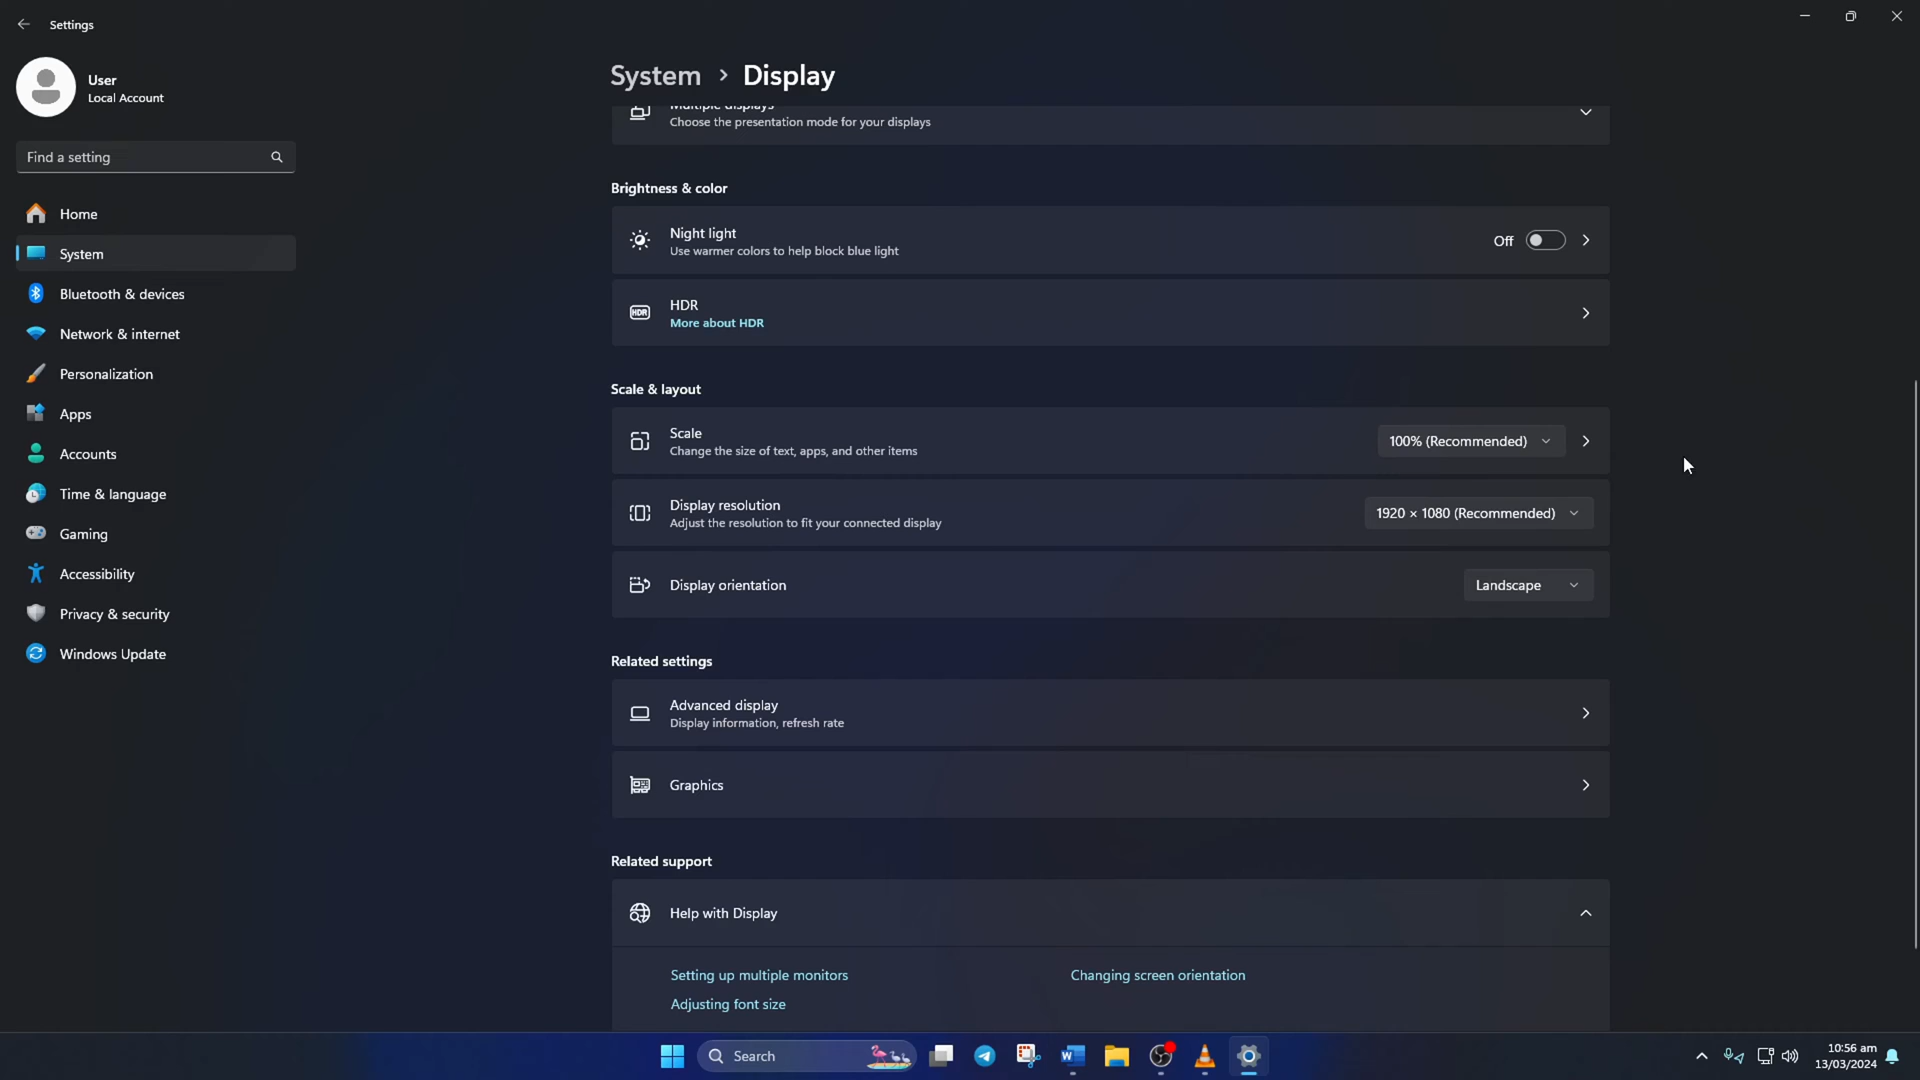 Settings
User
Local Account
Find a setting
Home
System
Bluetooth & devices
Network & internet
Personalization
Apps
Accounts
Time & language
Gaming
Accessibility
Privacy & security
Windows Update
System > Display
Multiple displays
Choose the presentation mode for your displays
Brightness & color
Night light
Use warmer colors to help block blue light
Off
HDR
HDR
More about HDR
Scale & layout
Scale
Change the size of text, apps, and other items
100% (Recommended)
Display resolution
Adjust the resolution to fit your connected display
1920 × 1080 (Recommended)
Display orientation
Landscape
Related settings
Advanced display
Display information, refresh rate
Graphics
Related support
Help with Display
Setting up multiple monitors
Changing screen orientation
Adjusting font size
Search
10:56 am
13/03/2024